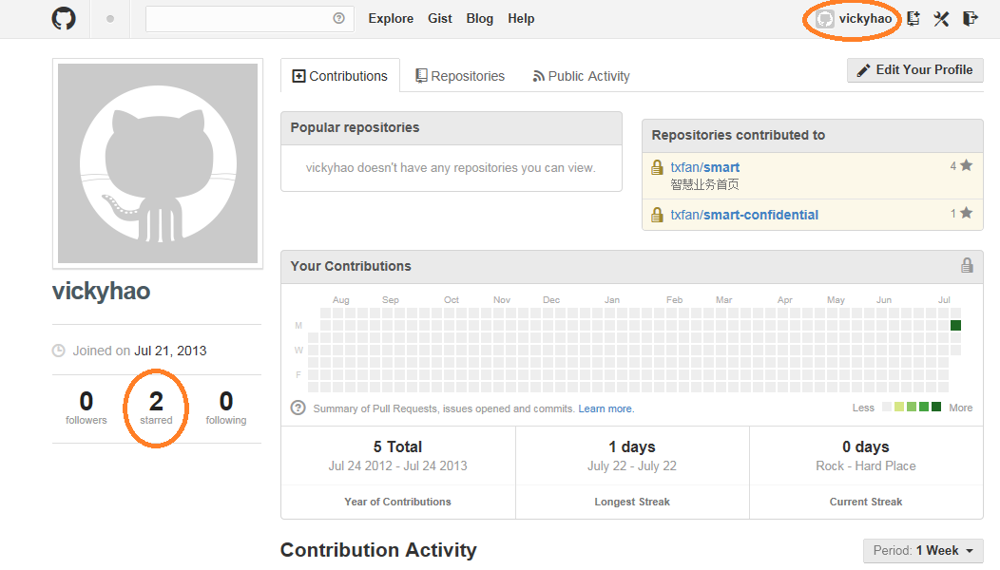 Explore Gist Blog Help vickyhao
Contributions Repositories Public Activity Edit Your Profile
Popular repositories
vickyhao doesn't have any repositories you can view.
Repositories contributed to
txfan/smart 4
智慧业务首页
txfan/smart-confidential 1
vickyhao
Joined on Jul 21, 2013
0 2 0
followers starred following
Your Contributions
Aug Sep Oct Nov Dec Jan Feb Mar Apr May Jun Jul
M
W
F
Summary of Pull Requests, issues opened and commits. Learn more. Less More
5 Total 1 days 0 days
Jul 24 2012 - Jul 24 2013 July 22 - July 22 Rock - Hard Place
Year of Contributions Longest Streak Current Streak
Contribution Activity Period: 1 Week